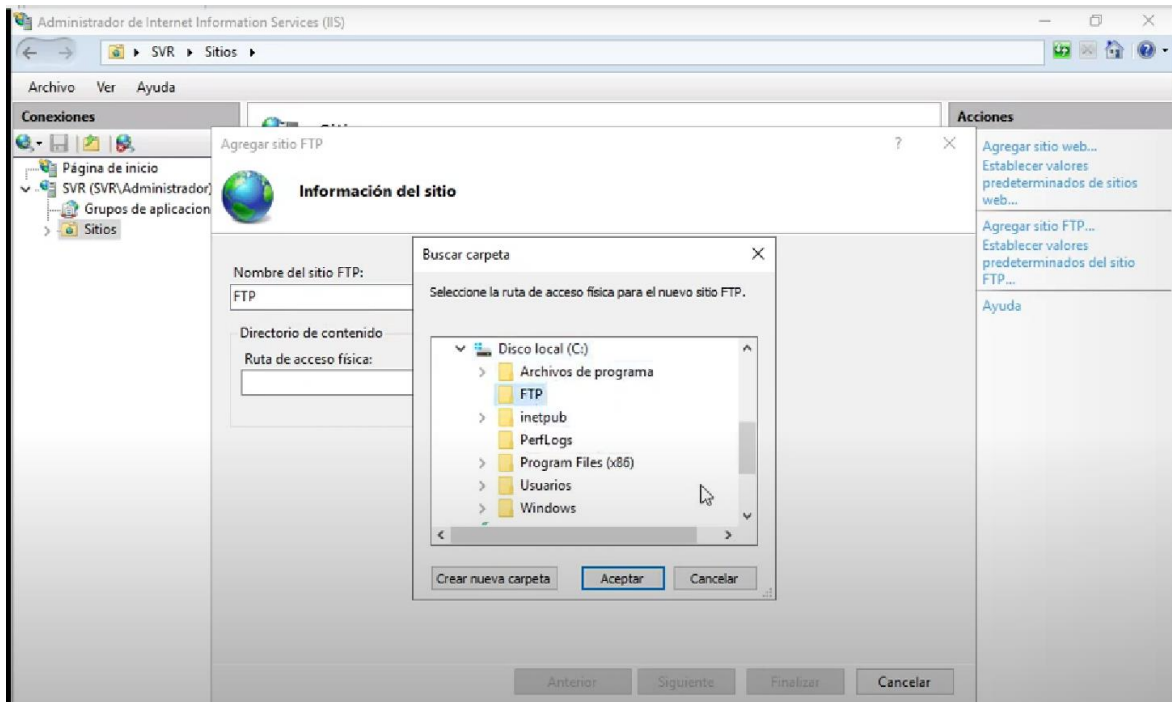 Administrador de Internet Information Services (IIS)
SVR Sitios
Archivo Ver Ayuda
Conexiones
Página de inicio
SVR (SVR\Administrador)
Grupos de aplicacion
Sitios
Agregar sitio FTP
?
Información del sitio
Nombre del sitio FTP:
FTP
Directorio de contenido
Ruta de acceso física:
Buscar carpeta
Seleccione la ruta de acceso física para el nuevo sitio FTP.
Disco local (C:)
Archivos de programa
FTP
inetpub
PerfLogs
Program Files (x86)
Usuarios
Windows
Crear nueva carpeta Aceptar Cancelar
Anterior Siguiente Finalizar Cancelar
Acciones
Agregar sitio web...
Establecer valores
predeterminados de sitios
web...
Agregar sitio FTP...
Establecer valores
predeterminados del sitio
FTP...
Ayuda